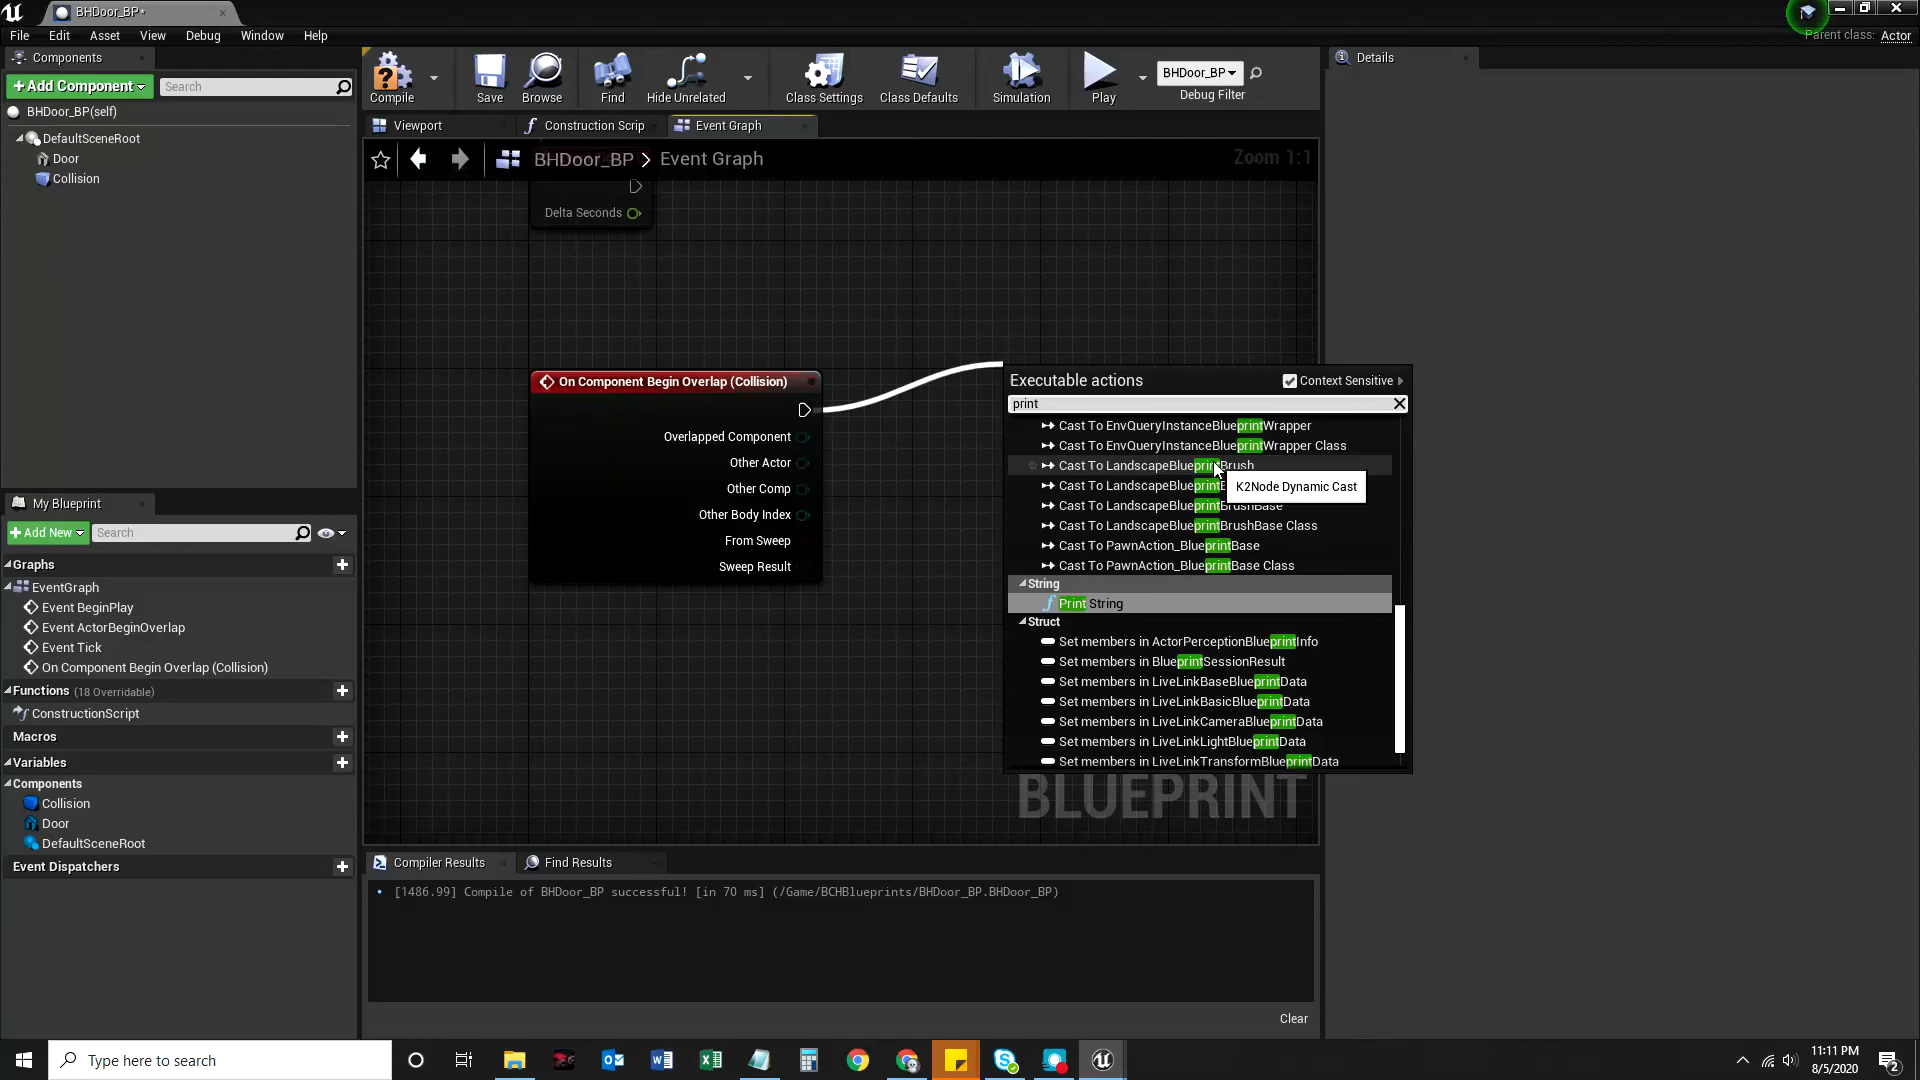 BHDoor_BP*
File Edit Asset View Debug Window Help
Parent class: Actor
Components
+ Add Component
Search
BHDoor_BP(self)
DefaultSceneRoot
Door
Collision
Compile
Save
Browse
Find
Hide Unrelated
Class Settings
Class Defaults
Simulation
Play
BHDoor_BP
Debug Filter
Details
Viewport
Construction Scrip
Event Graph
BHDoor_BP > Event Graph
Zoom 1:1
Delta Seconds
On Component Begin Overlap (Collision)
Overlapped Component
Other Actor
Other Comp
Other Body Index
From Sweep
Sweep Result
Executable actions
Context Sensitive
print
Cast To EnvQueryInstanceBlueprintWrapper
Cast To EnvQueryInstanceBlueprintWrapper Class
Cast To LandscapeBlueprintBrush
K2Node Dynamic Cast
Cast To LandscapeBlueprint
Cast To LandscapeBlueprintBrushBase
Cast To LandscapeBlueprintBrushBase Class
Cast To PawnAction_BlueprintBase
Cast To PawnAction_BlueprintBase Class
String
f Print String
Struct
Set members in ActorPerceptionBlueprintInfo
Set members in BlueprintSessionResult
Set members in LiveLinkBaseBlueprintData
Set members in LiveLinkBasicBlueprintData
Set members in LiveLinkCameraBlueprintData
Set members in LiveLinkLightBlueprintData
Set members in LiveLinkTransformBlueprintData
BLUEPRINT
My Blueprint
+ Add New
Search
Graphs
EventGraph
Event BeginPlay
Event ActorBeginOverlap
Event Tick
On Component Begin Overlap (Collision)
Functions (18 Overridable)
ConstructionScript
Macros
Variables
Components
Collision
Door
DefaultSceneRoot
Event Dispatchers
Compiler Results
Find Results
[1486.99] Compile of BHDoor_BP successful! [in 70 ms] (/Game/BCHBlueprints/BHDoor_BP.BHDoor_BP)
Clear
Type here to search
11:11 PM
8/5/2020
2